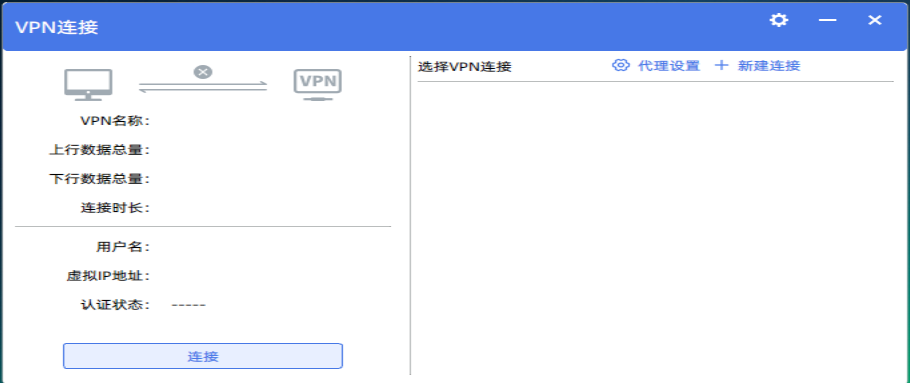 VPN连接
VPN
VPN名称：
上行数据总量：
下行数据总量：
连接时长：
用户名：
虚拟IP地址：
认证状态： -----
连接
选择VPN连接 代理设置 新建连接